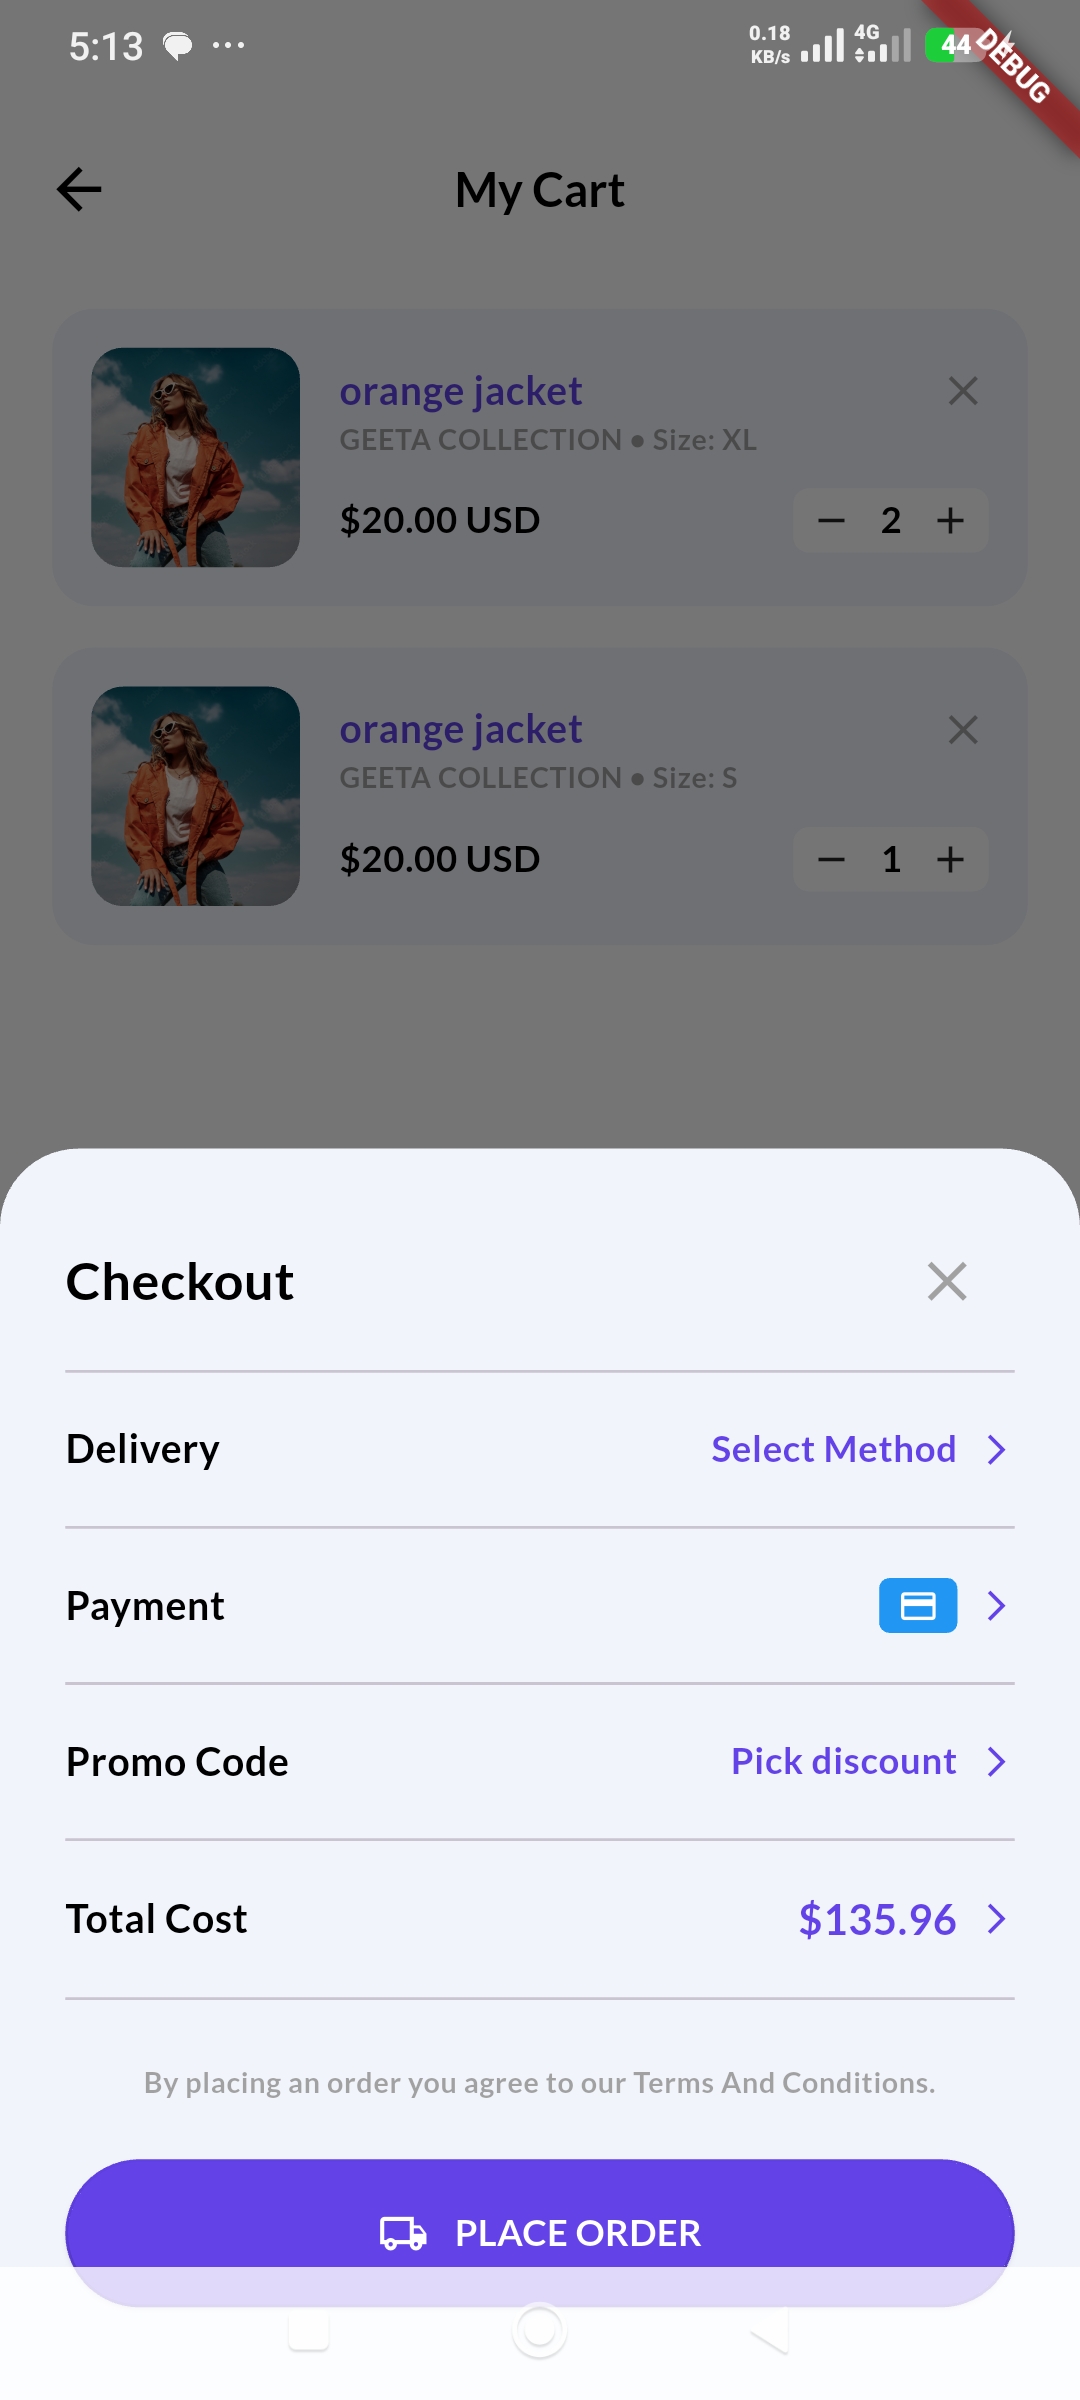 5:13
0.18
KB/s
4G
44
DEBUG
My Cart
orange jacket
GEETA COLLECTION • Size: XL
$20.00 USD
2
orange jacket
GEETA COLLECTION • Size: S
$20.00 USD
1
Checkout
Delivery
Select Method
Payment
Promo Code
Pick discount
Total Cost
$135.96
By placing an order you agree to our Terms And Conditions.
PLACE ORDER